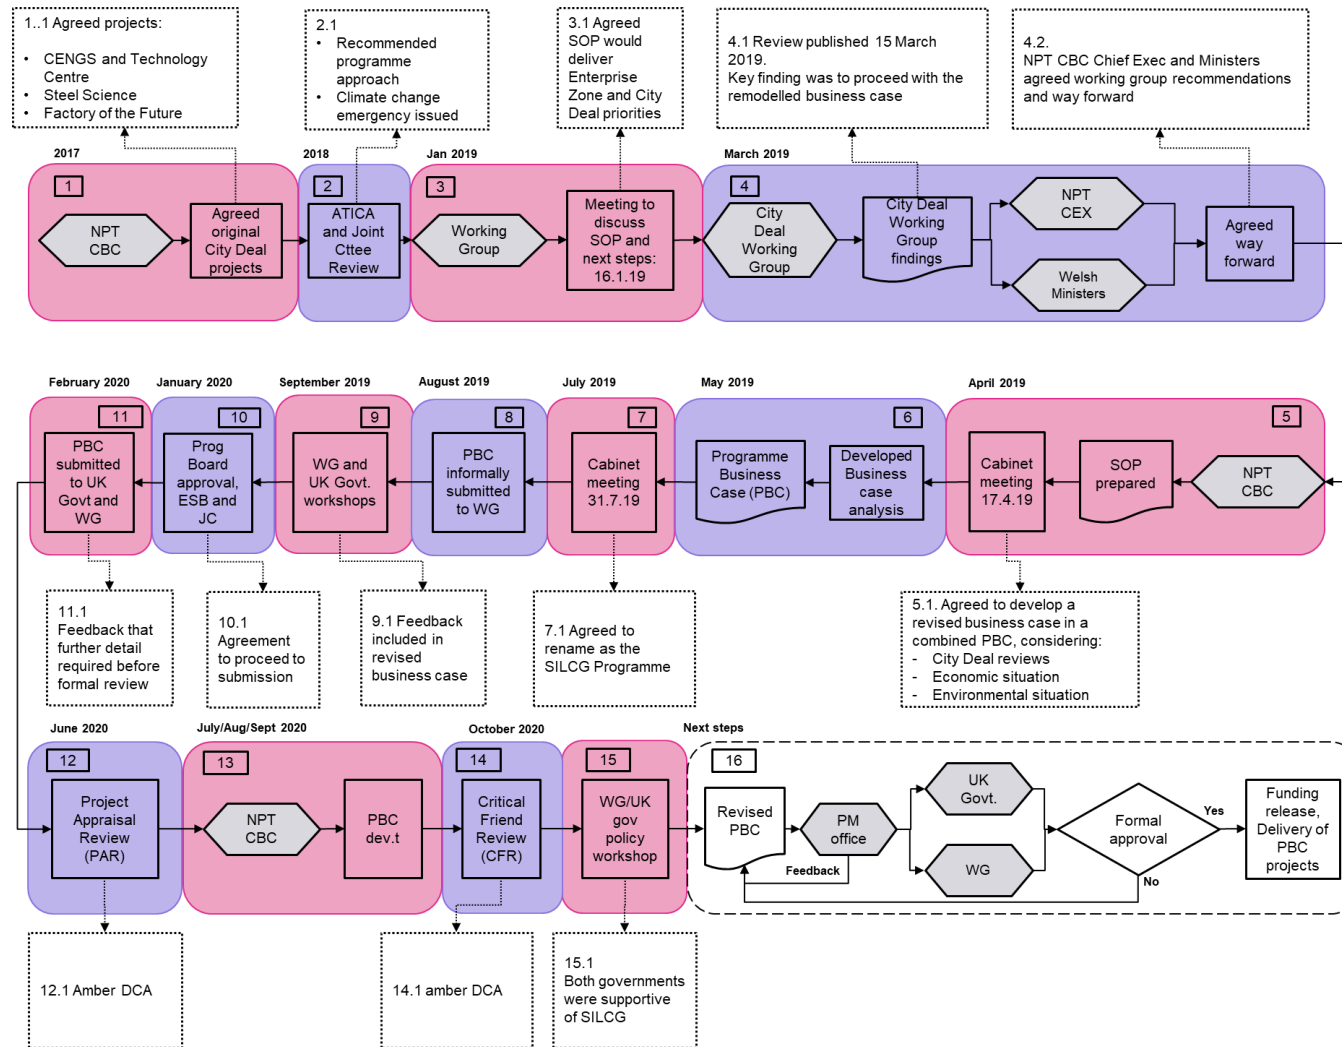 1..1 Agreed projects:
• CENGS and Technology
Centre
• Steel Science
• Factory of the Future
2.1
• Recommended
programme
approach
• Climate change
emergency issued
3.1 Agreed
SOP would
deliver
Enterprise
Zone and City
Deal priorities
4.1 Review published 15 March
2019.
Key finding was to proceed with the
remodelled business case
4.2.
NPT CBC Chief Exec and Ministers
agreed working group recommendations
and way forward
2017
2018
Jan 2019
March 2019
1
NPT
CBC
Agreed
original
City Deal
projects
2
ATICA
and Joint
Cttee
Review
3
Working
Group
Meeting to
discuss
SOP and
next steps:
16.1.19
4
City
Deal
Working
Group
City Deal
Working
Group
findings
NPT
CEX
Welsh
Ministers
Agreed
way
forward
February 2020
January 2020
September 2019
August 2019
July 2019
May 2019
April 2019
11
PBC
submitted
to UK
Govt and
WG
10
Prog
Board
approval,
ESB and
JC
9
WG and
UK Govt.
workshops
8
PBC
informally
submitted
to WG
7
Cabinet
meeting
31.7.19
6
Programme
Business
Case (PBC)
Developed
Business
case
analysis
5
Cabinet
meeting
17.4.19
SOP
prepared
NPT
CBC
11.1
Feedback that
further detail
required before
formal review
10.1
Agreement
to proceed to
submission
9.1 Feedback
included in
revised
business case
7.1 Agreed to
rename as the
SILCG Programme
5.1. Agreed to develop a
revised business case in a
combined PBC, considering:
- City Deal reviews
- Economic situation
- Environmental situation
June 2020
July/Aug/Sept 2020
October 2020
Next steps
12
Project
Appraisal
Review
(PAR)
13
NPT
CBC
PBC
dev.t
14
Critical
Friend
Review
(CFR)
15
WG/UK
gov
policy
workshop
16
Revised
PBC
PM
office
Feedback
UK
Govt.
WG
Formal
approval
Yes
No
Funding
release,
Delivery of
PBC
projects
12.1 Amber DCA
14.1 amber DCA
15.1
Both governments
were supportive
of SILCG